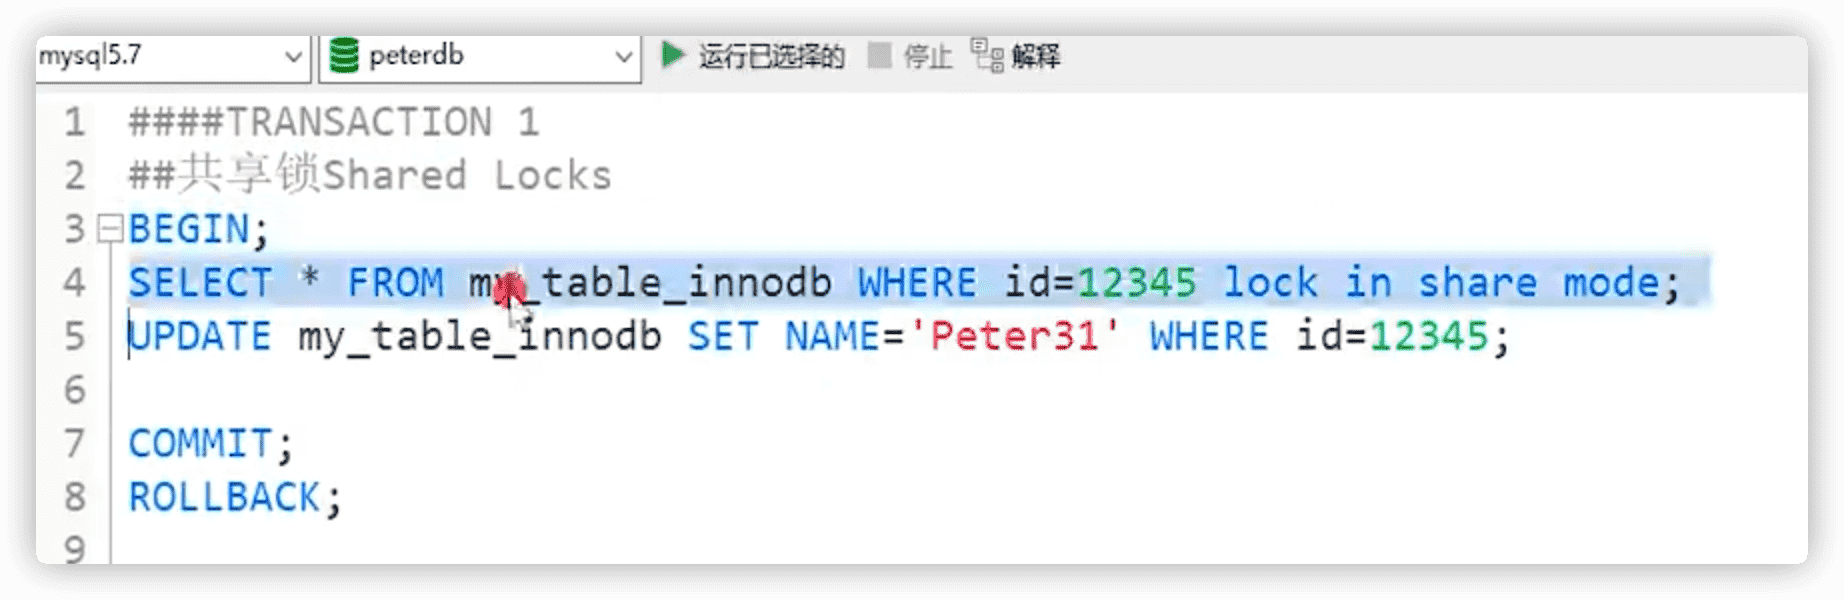 mysql5.7 peterdb 运行已选择的 停止 解释
1 ####TRANSACTION 1
2 ##共享锁Shared Locks
3 BEGIN;
4 SELECT * FROM my_table_innodb WHERE id=12345 lock in share mode;
5 UPDATE my_table_innodb SET NAME='Peter31' WHERE id=12345;
6
7 COMMIT;
8 ROLLBACK;
9